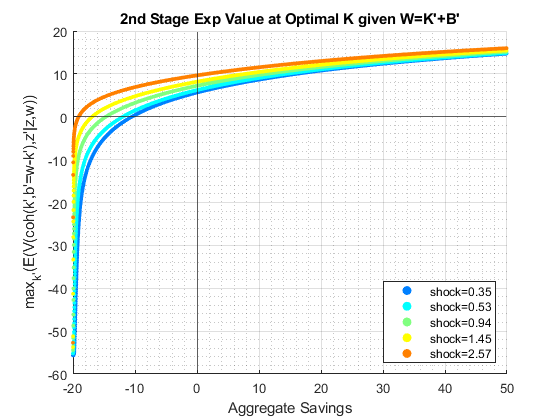 2nd Stage Exp Value at Optimal K given W=K'+B'
max_k'(E(V(coh(k',b'=w-k'),z'|z,w))
20
10
0
-10
-20
-30
-40
-50
-60
-20
-10
0
10
20
30
40
50
Aggregate Savings
shock=0.35
shock=0.53
shock=0.94
shock=1.45
shock=2.57